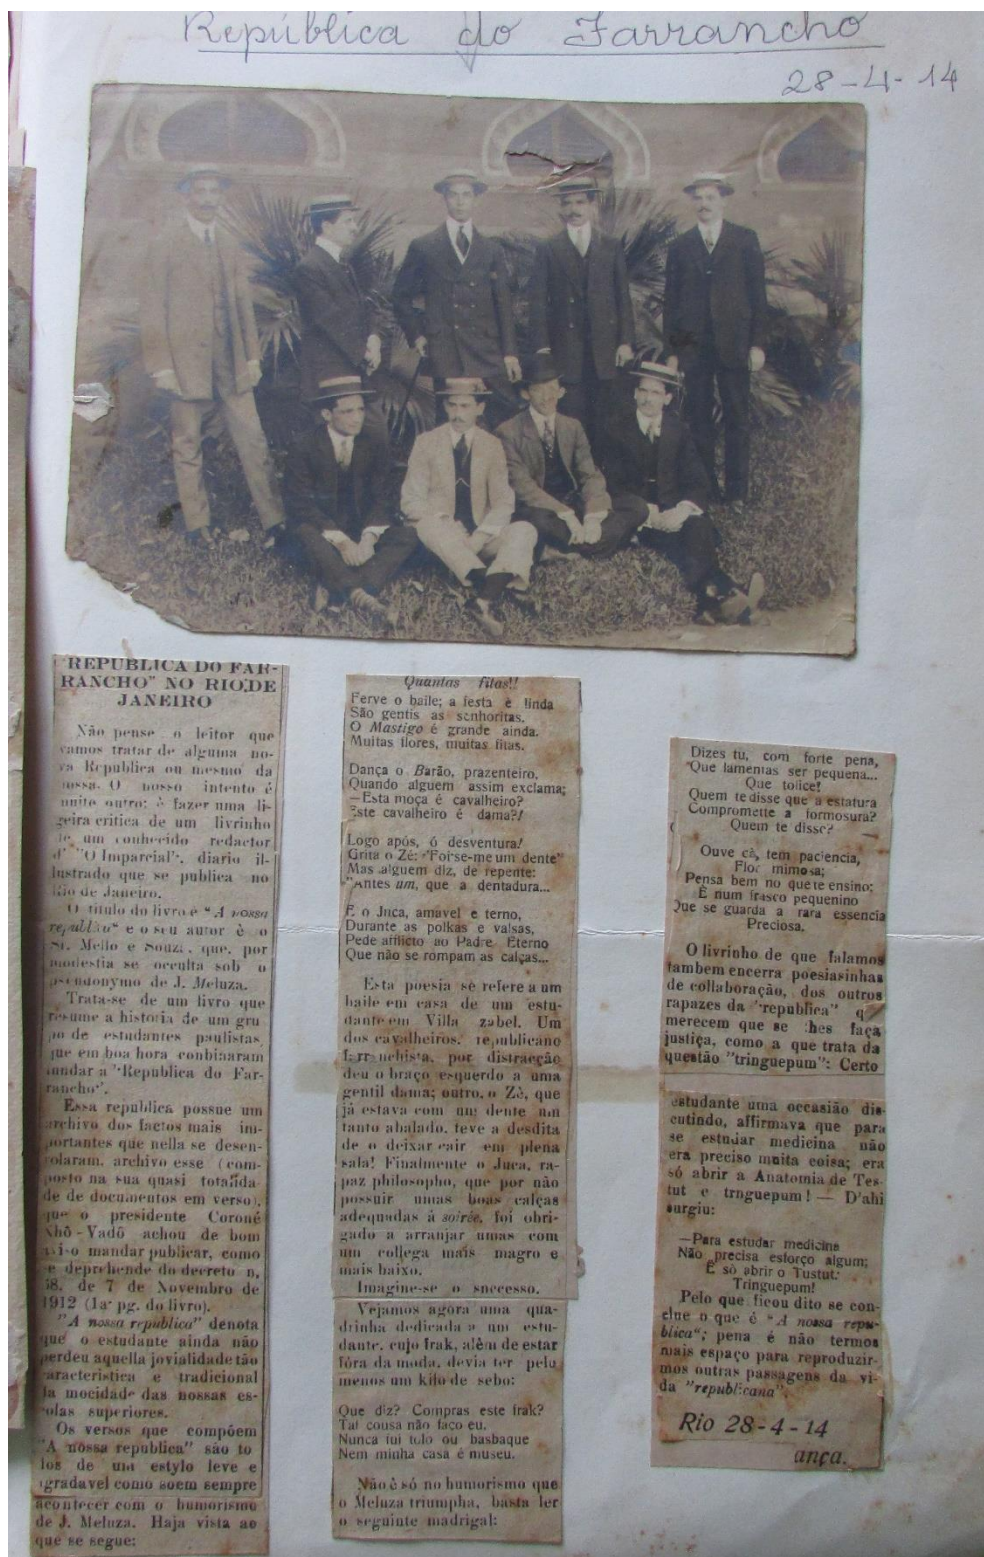 República do Farrancho
28-4-14
REPUBLICA DO FAR-
RANCHO" NO RIO DE
JANEIRO
Não pense o leitor que
vamos tratar de alguma no-
va Republica ou mesmo da
nossa. O nosso intento é
muito outro: é fazer uma li-
geira critica de um livrinho
de um conhecido redactor
d' "O Imparcial", diario il-
lustrado que se publica no
Rio de Janeiro.
O titulo do livro é "A nossa
republica" e o seu autor é o
Sr. Mello e Souza, que, por
modestia se occulta sob o
pseudonymo de J. Meluza.
Trata-se de um livro que
resume a historia de um gru
po de estudantes paulistas,
que em boa hora conbinaram
fundar a "Republica do Far-
rancho".
Essa republica possue um
archivo dos factos mais im-
portantes que nella se desen-
rolaram, archivo esse (com-
posto na sua quasi totalida-
de de documentos em verso),
que o presidente Coroné
Nhô-Vadô achou de bom
aviso mandar publicar, como
se deprehende do decreto n.
58, de 7 de Novembro de
1912 (1a pg. do livro).
"A nossa republica" denota
que o estudante ainda não
perdeu aquella jovialidade tão
caracteristica e tradicional
da mocidade das nossas es-
colas superiores.
Os versos que compõem
"A nossa republica" são to
dos de um estylo leve e
agradavel como soem sempre
acontecer com o humorismo
de J. Meluza. Haja vista ao
que se segue:
Quantas fitas!!
Ferve o baile; a festa é linda
São gentis as senhoritas.
O Mastigo é grande ainda.
Muitas flores, muitas fitas.
Dança o Barão, prazenteiro,
Quando alguem assim exclama;
—Esta moça é cavalheiro?
Este cavalheiro é dama?!
Logo após, ó desventura!
Grita o Zé: "Foi-se-me um dente"
Mas alguem diz, de repente:
"Antes um, que a dentadura...
E o Juca, amavel e terno,
Durante as polkas e valsas,
Pede afflicto ao Padre Eterno
Que não se rompam as calças...
Esta poesia se refere a um
baile em casa de um estu-
dante em Villa zabel. Um
dos cavalheiros, republicano
farranchista, por distracção
deu o braço esquerdo a uma
gentil dama; outro, o Zé, que
já estava com um dente um
tanto abalado, teve a desdita
de o deixar cair em plena
sala! Finalmente o Juca, ra-
paz philosopho, que por não
possuir umas boas calças
adequadas á soirée, foi obri-
gado a arranjar umas com
um collega mais magro e
mais baixo.
Imagine-se o successo.
Vejamos agora uma qua-
drinha dedicada a um estu-
dante, cujo frak, além de estar
fóra da moda, devia ter pelo
menos um kilo de sebo:
Que diz? Compras este frak?
Tal cousa não faço eu.
Nunca fui tolo ou basbaque
Nem minha casa é museu.
Não é só no humorismo que
o Meluza triumpha, basta ler
o seguinte madrigal:
Dizes tu, com forte pena,
"Que lamentas ser pequena...
Que tolice!
Quem te disse que a estatura
Compromette a formosura?
Quem te disse?
Ouve cá, tem paciencia,
Flor mimosa;
Pensa bem no que te ensino:
É num frasco pequenino
Que se guarda a rara essencia
Preciosa.
O livrinho de que falamos
tambem encerra poesiasinhas
de collaboração, dos outros
rapazes da "republica" q
merecem que se lhes faça
justiça, como a que trata da
questão "tringuepum": Certo
estudante uma occasião dis-
cutindo, affirmava que para
se estudar medicina não
era preciso muita coisa; era
só abrir a Anatomia de Tes-
tut e trnguepum! — D'ahi
surgiu:
—Para estudar medicina
Não precisa esforço algum;
É só abrir o Tustut:
Tringuepum!
Pelo que ficou dito se con-
clue o que é "A nossa repu-
blica"; pena é não termos
mais espaço para reproduzir-
mos outras passagens da vi-
da "republicana".
Rio 28-4-14
ança.